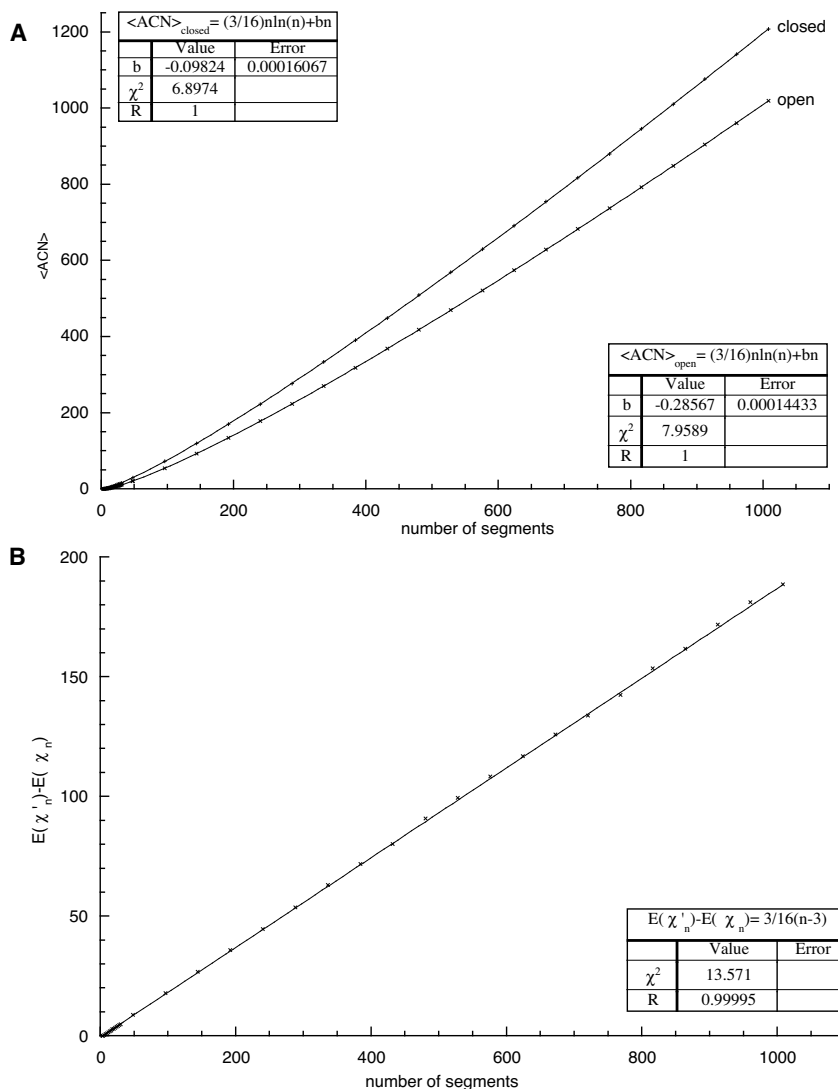 A
<ACN>closed = (3/16)nln(n)+bn
Value Error
b -0.09824 0.00016067
χ2 6.8974
R 1
closed
open
1200
1000
800
600
400
200
0
<ACN>
<ACN>open = (3/16)nln(n)+bn
Value Error
b -0.28567 0.00014433
χ2 7.9589
R 1
0 200 400 600 800 1000
number of segments
B
200
150
100
50
0
E(χ'n)-E(χn)
E(χ'n)-E(χn)= 3/16(n-3)
Value Error
χ2 13.571
R 0.99995
0 200 400 600 800 1000
number of segments